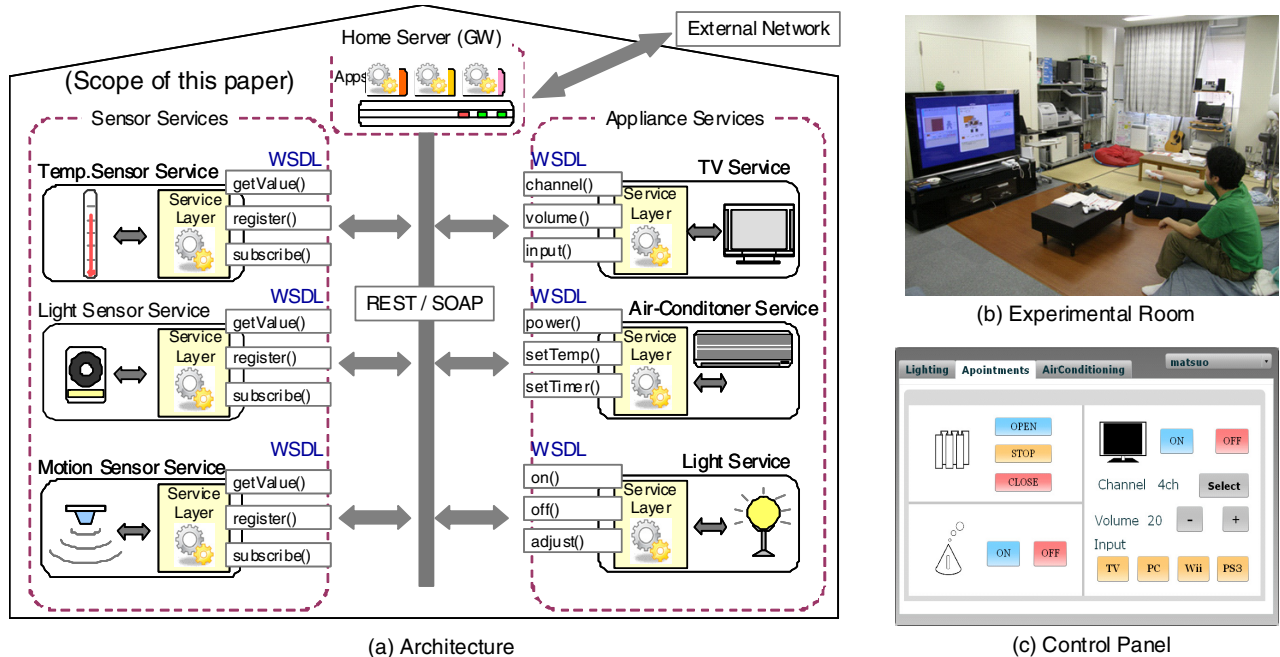 External Network
Home Server (GW)
Apps
(Scope of this paper)
Sensor Services
Appliance Services
WSDL
Temp.Sensor Service
getValue()
Service
Layer
register()
subscribe()
WSDL
Light Sensor Service
getValue()
Service
Layer
register()
subscribe()
WSDL
Motion Sensor Service
getValue()
Service
Layer
register()
subscribe()
REST / SOAP
WSDL
TV Service
channel()
Service
Layer
volume()
input()
WSDL
Air-Conditoner Service
power()
Service
Layer
setTemp()
setTimer()
WSDL
Light Service
on()
Service
Layer
off()
adjust()
(a) Architecture
(b) Experimental Room
Lighting Apointments AirConditioning
matsuo
OPEN
STOP
CLOSE
ON OFF
ON OFF
Channel 4ch Select
Volume 20 - +
Input
TV PC Wii PS3
(c) Control Panel